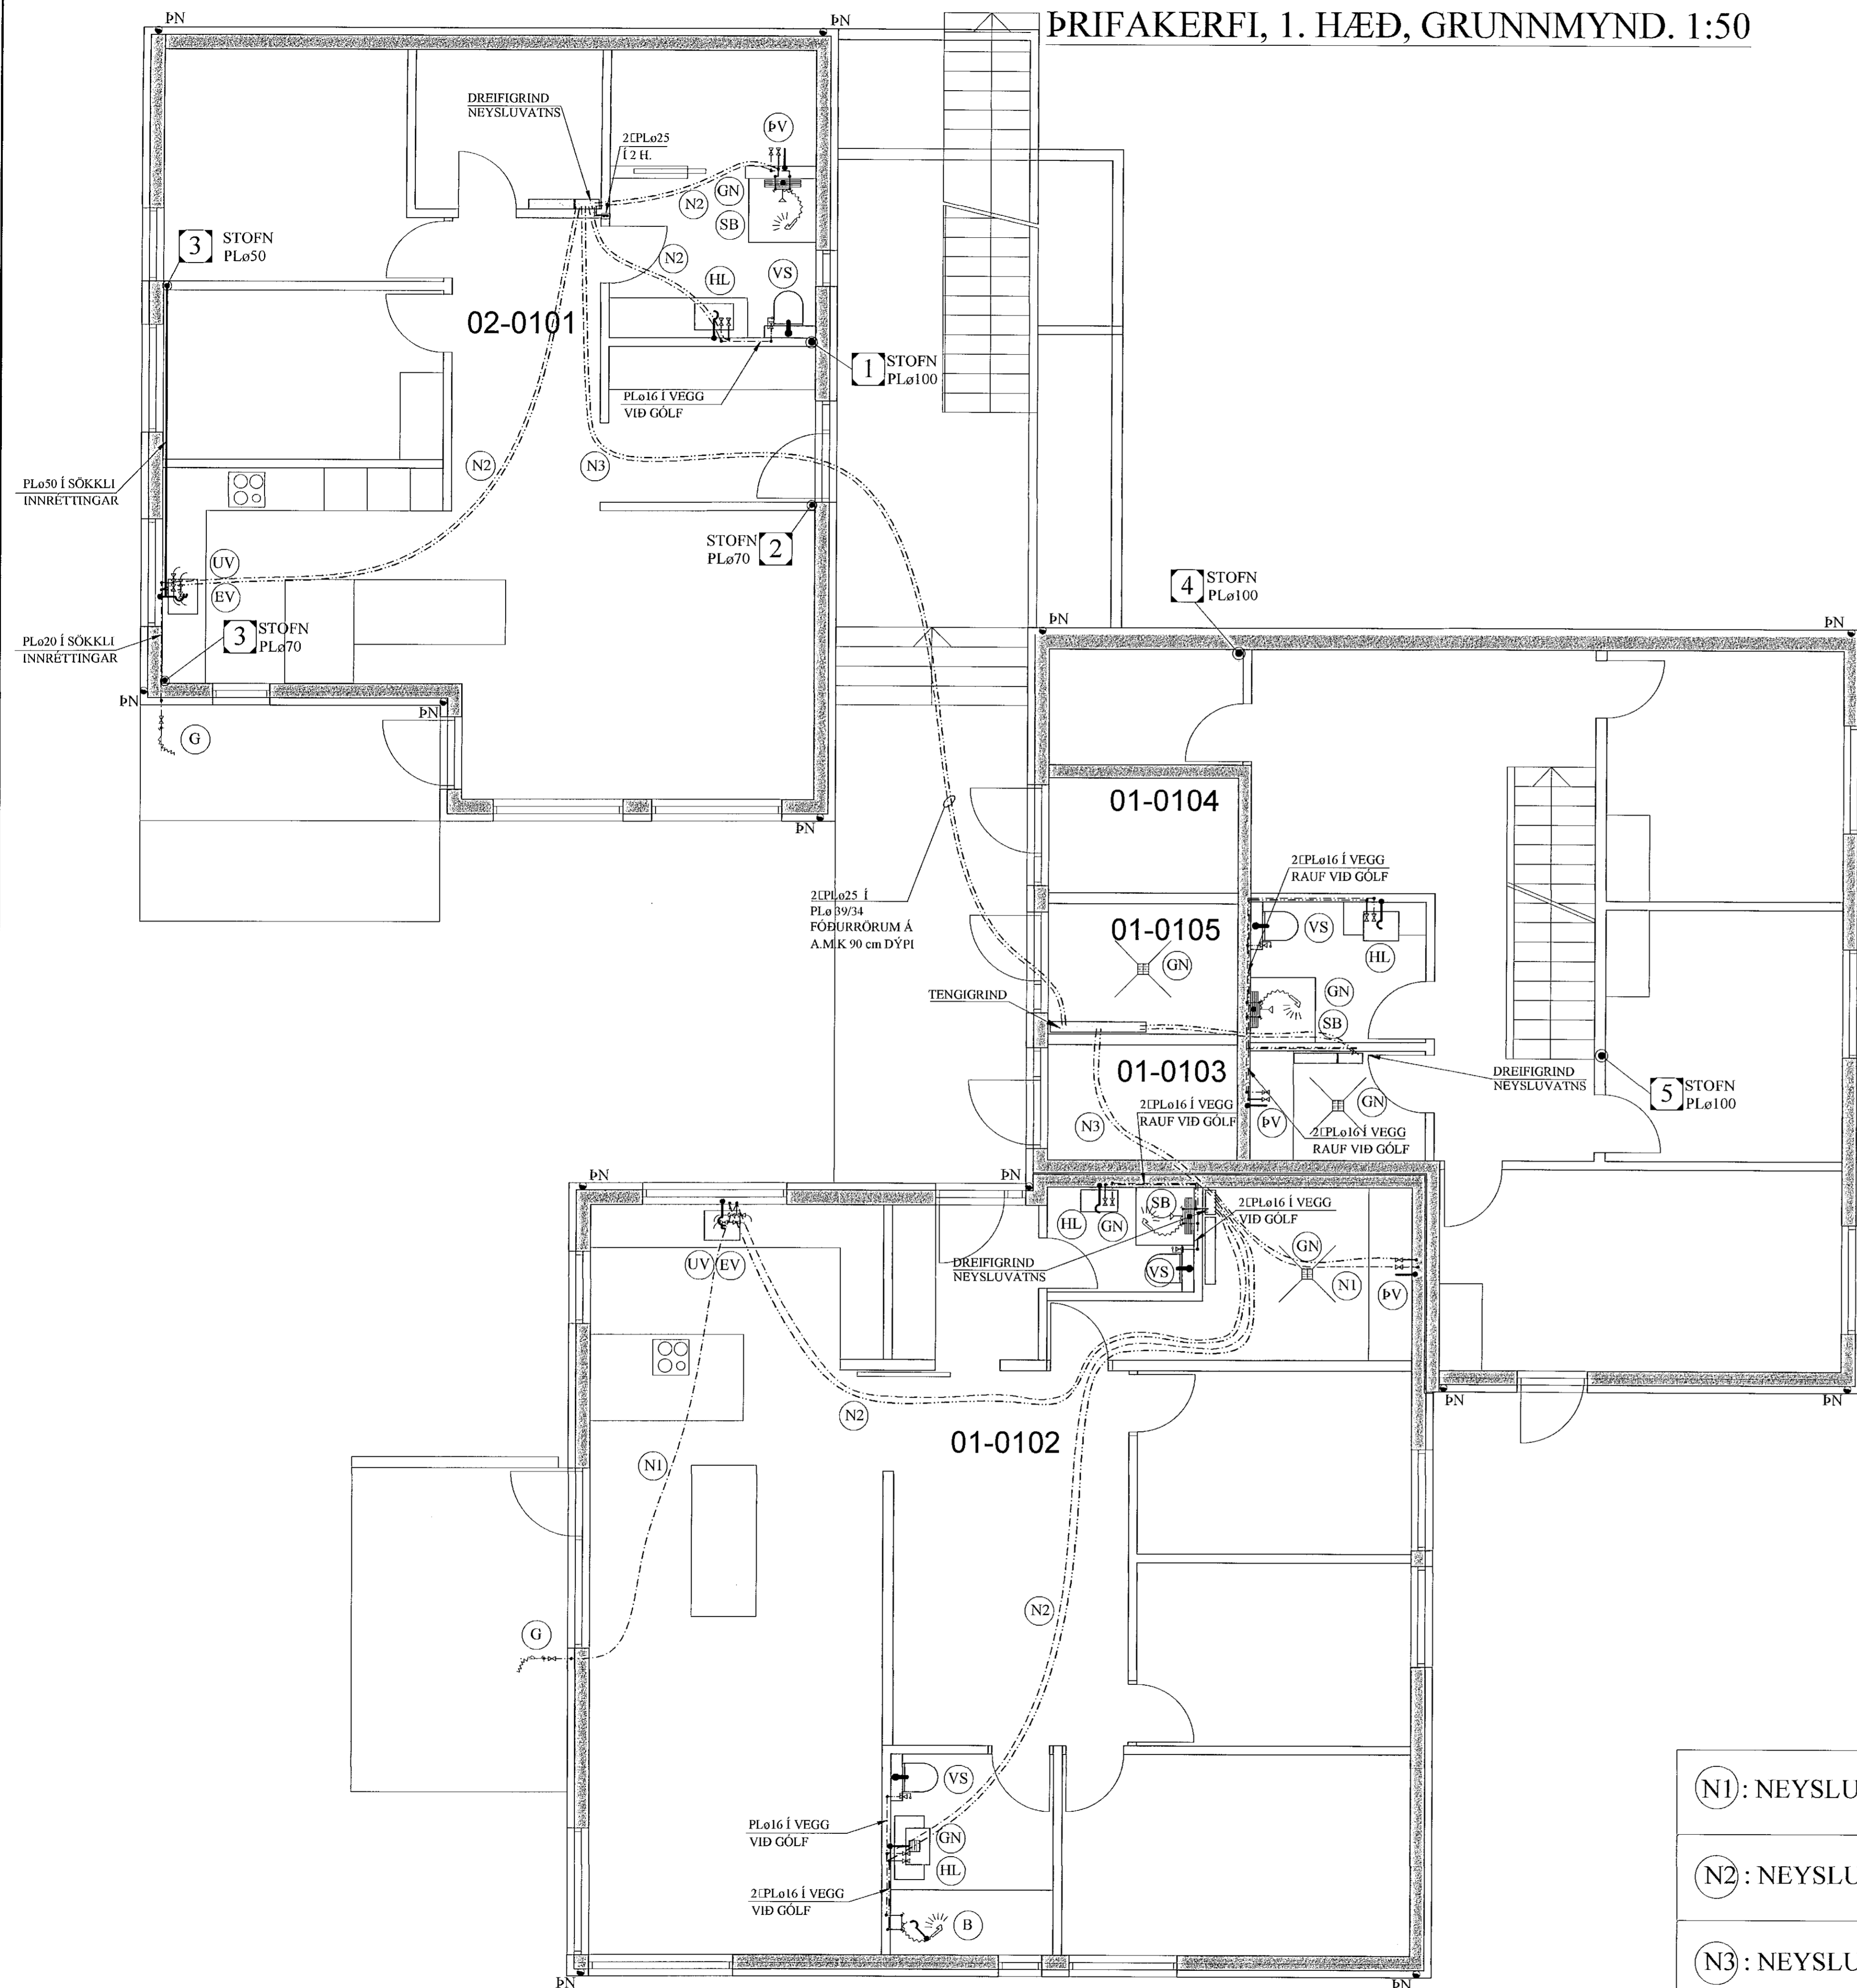 ÞRIFAKERFI, 1. HÆÐ, GRUNNMYND. 1:50
ÞN
ÞN
DREIFIGRIND
NEYSLUVATNS
2□PLø25
Í 2 H.
ÞV
GN
N2
SB
N2
HL
VS
3
STOFN
PLø50
02-0101
1
STOFN
PLø100
PLø16 Í VEGG
VIÐ GÓLF
N2
N3
PLø50 Í SÖKKLI
INNRÉTTINGAR
STOFN
PLø70
2
UV
EV
3
STOFN
PLø70
PLø20 Í SÖKKLI
INNRÉTTINGAR
ÞN
ÞN
G
ÞN
4
STOFN
PLø100
ÞN
ÞN
01-0104
2□PLø16 Í VEGG
RAUF VIÐ GÓLF
2□PLø25 Í
PLø 39/34
FÓÐURRÖRUM Á
A.M.K 90 cm DÝPI
01-0105
GN
VS
HL
GN
SB
TENGIGRIND
01-0103
DREIFIGRIND
NEYSLUVATNS
5
STOFN
PLø100
2□PLø16 Í VEGG
RAUF VIÐ GÓLF
N3
ÞV
GN
2□PLø16 Í VEGG
RAUF VIÐ GÓLF
ÞN
ÞN
HL
GN
SB
2□PLø16 Í VEGG
VIÐ GÓLF
UV
EV
DREIFIGRIND
NEYSLUVATNS
VS
GN
N1
ÞV
ÞN
ÞN
N2
01-0102
N1
N2
G
VS
PLø16 Í VEGG
VIÐ GÓLF
GN
HL
2□PLø16 Í VEGG
VIÐ GÓLF
B
ÞN
ÞN
N1 : NEYSLU
N2 : NEYSLU
N3 : NEYSLU